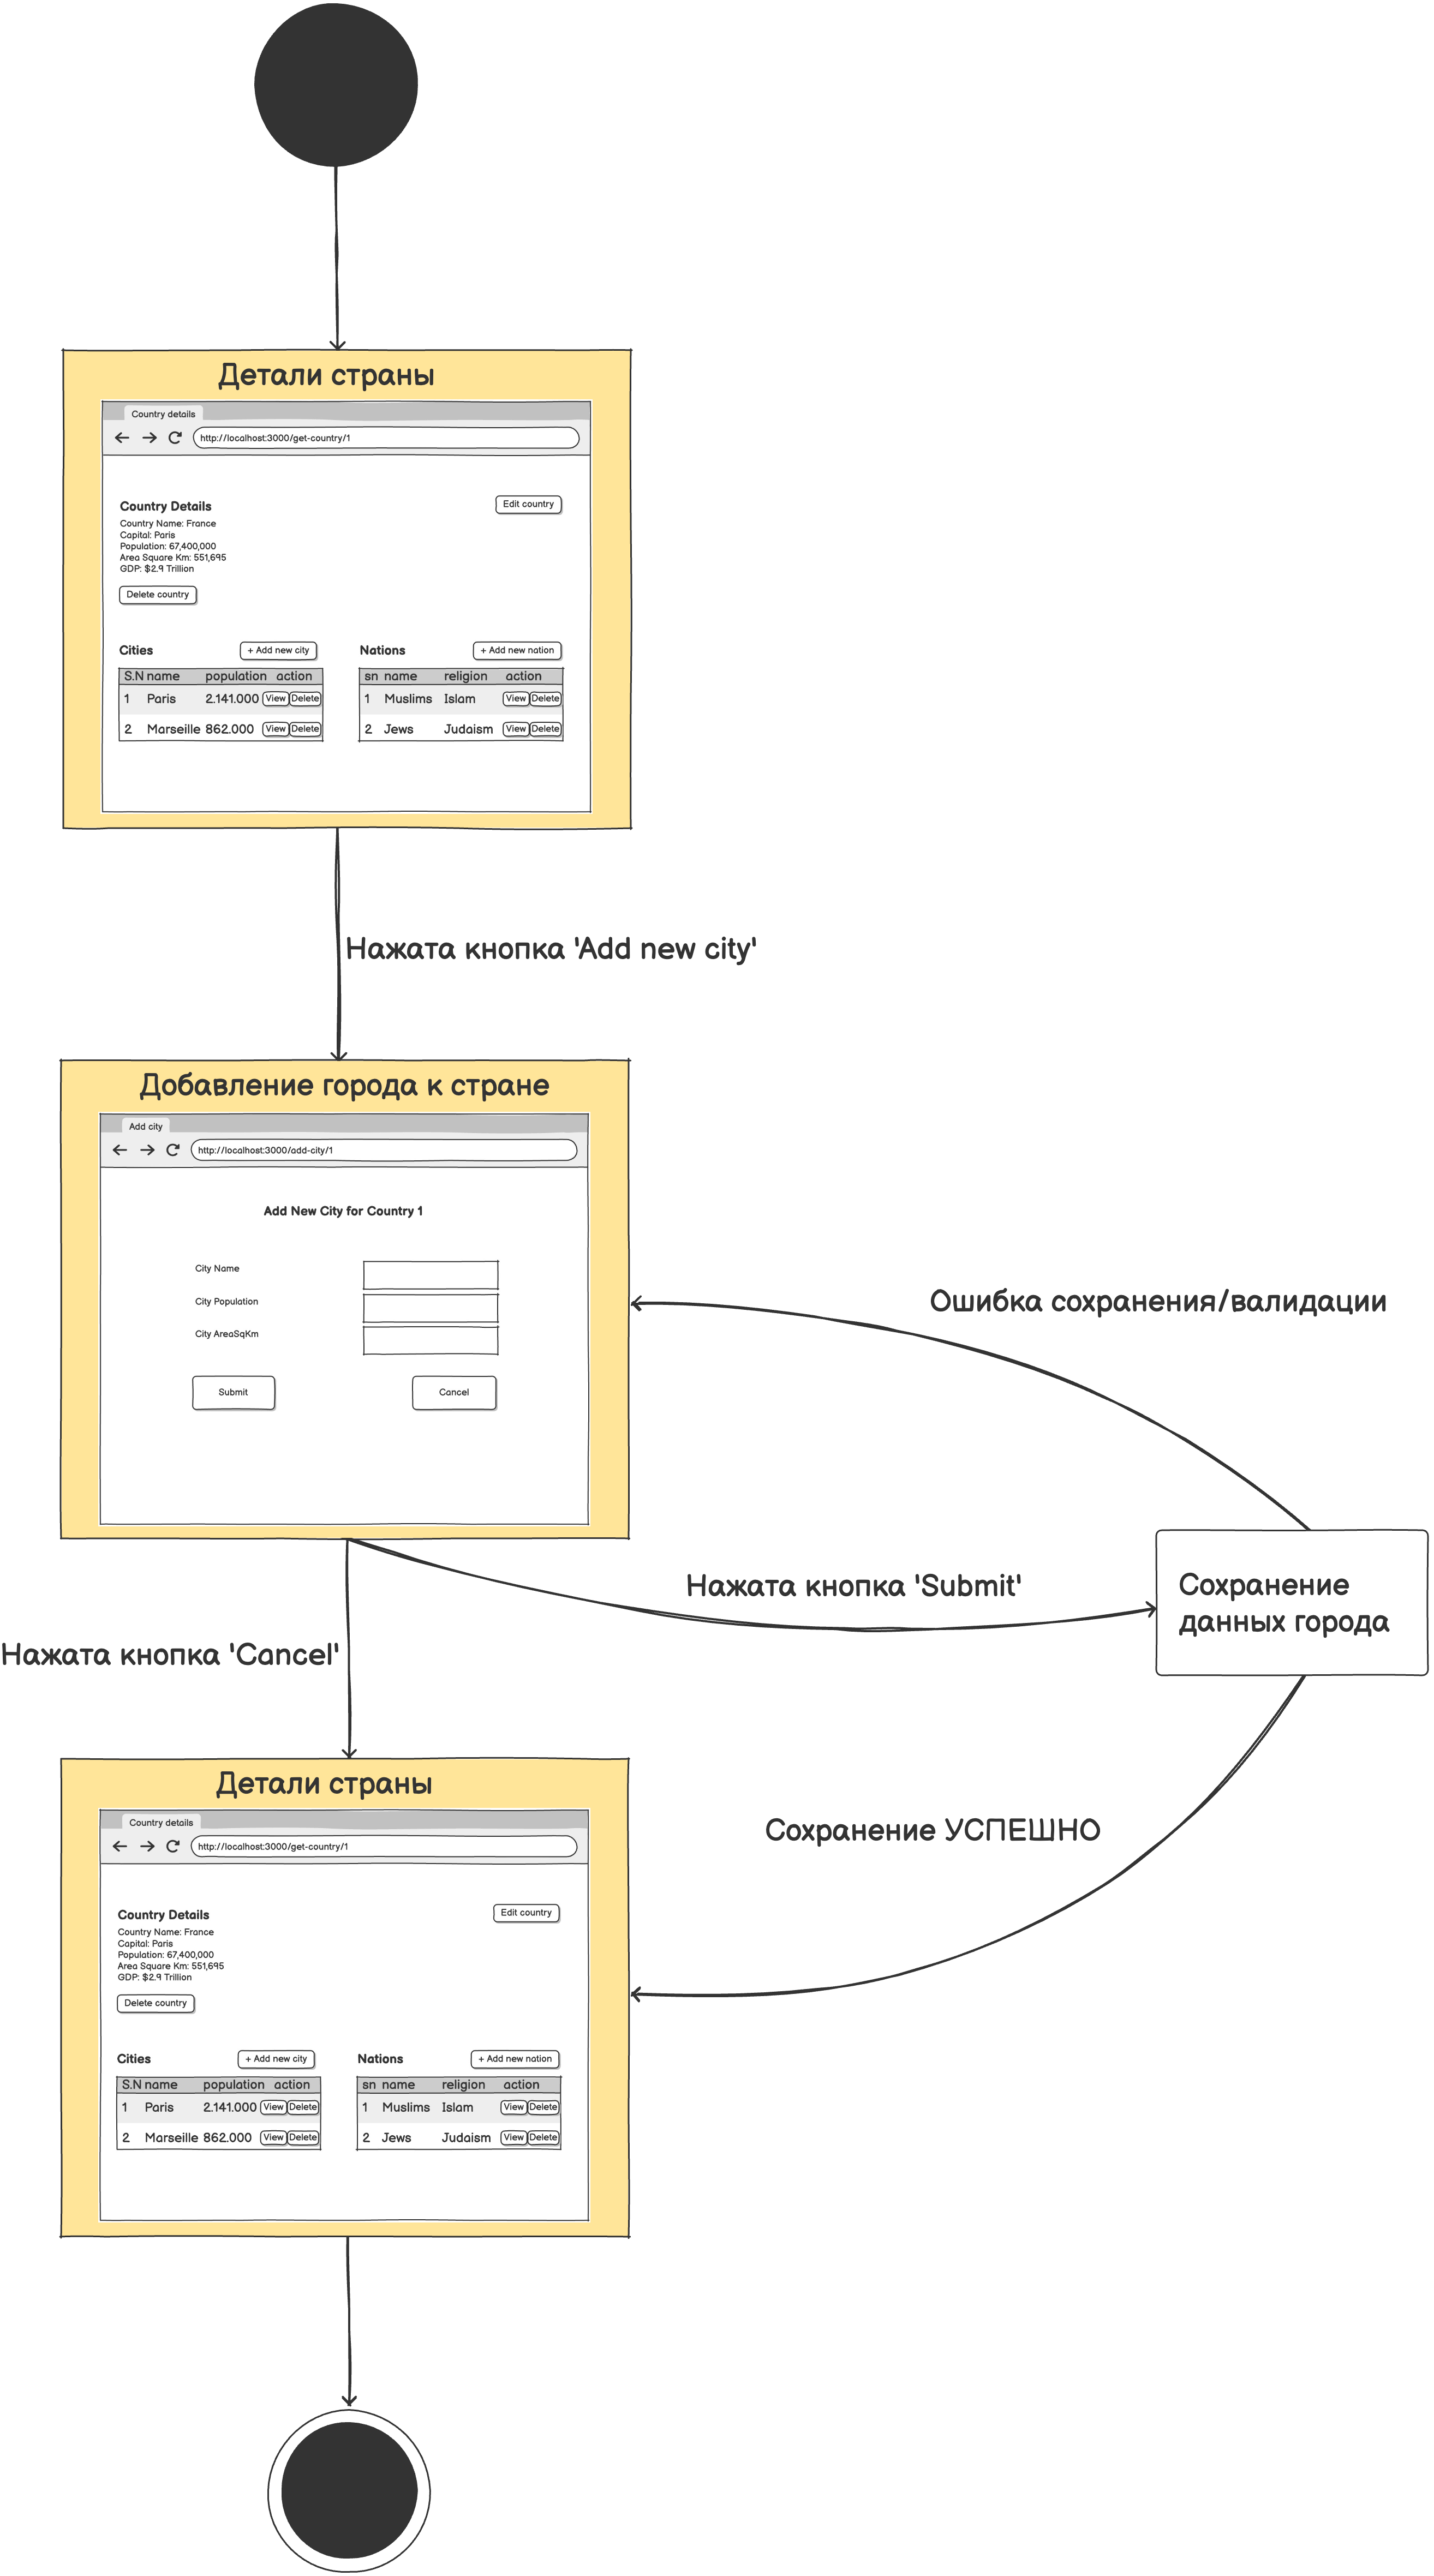 Детали страны
Country details
http://localhost:3000/get-country/1
Country Details
Edit country
Country Name: France
Capital: Paris
Population: 67,400,000
Area Square Km: 551,695
GDP: $2.9 Trillion
Delete country
Cities + Add new city
S.N name population action
1 Paris 2.141.000 View Delete
2 Marseille 862.000 View Delete
Nations + Add new nation
sn name religion action
1 Muslims Islam View Delete
2 Jews Judaism View Delete
Нажата кнопка 'Add new city'
Добавление города к стране
Add city
http://localhost:3000/add-city/1
Add New City for Country 1
City Name
City Population
City AreaSqKm
Submit Cancel
Ошибка сохранения/валидации
Нажата кнопка 'Submit'
Сохранение
данных города
Нажата кнопка 'Cancel'
Сохранение УСПЕШНО
Детали страны
Country details
http://localhost:3000/get-country/1
Country Details
Edit country
Country Name: France
Capital: Paris
Population: 67,400,000
Area Square Km: 551,695
GDP: $2.9 Trillion
Delete country
Cities + Add new city
S.N name population action
1 Paris 2.141.000 View Delete
2 Marseille 862.000 View Delete
Nations + Add new nation
sn name religion action
1 Muslims Islam View Delete
2 Jews Judaism View Delete